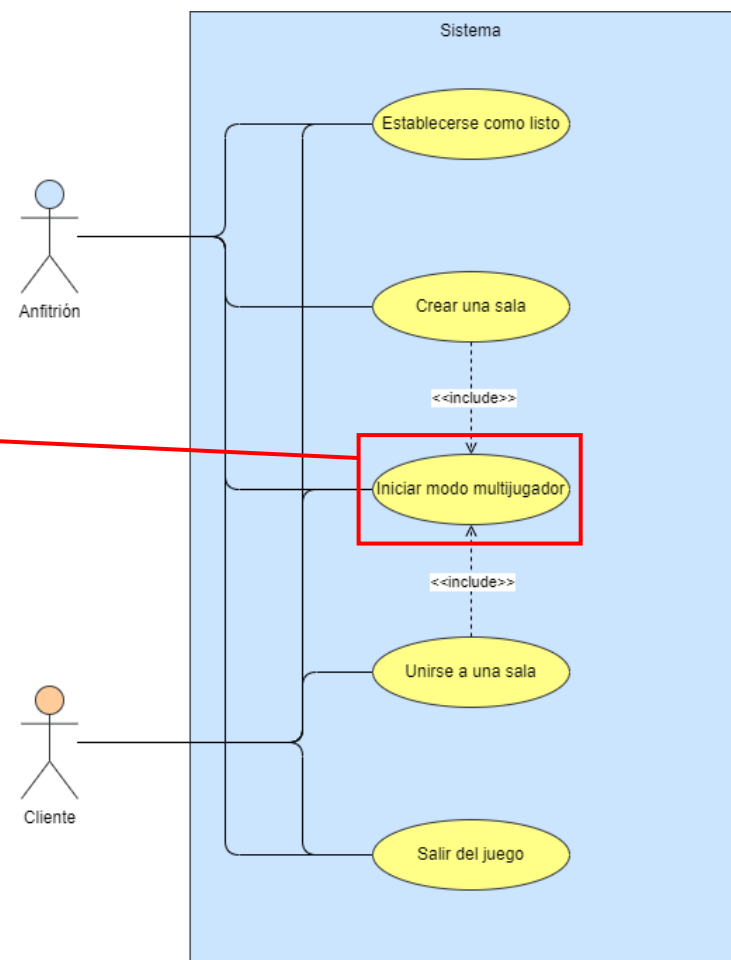 Sistema
Establecerse como listo
Anfitrión
Crear una sala
<<include>>
Iniciar modo multijugador
<<include>>
Unirse a una sala
Cliente
Salir del juego